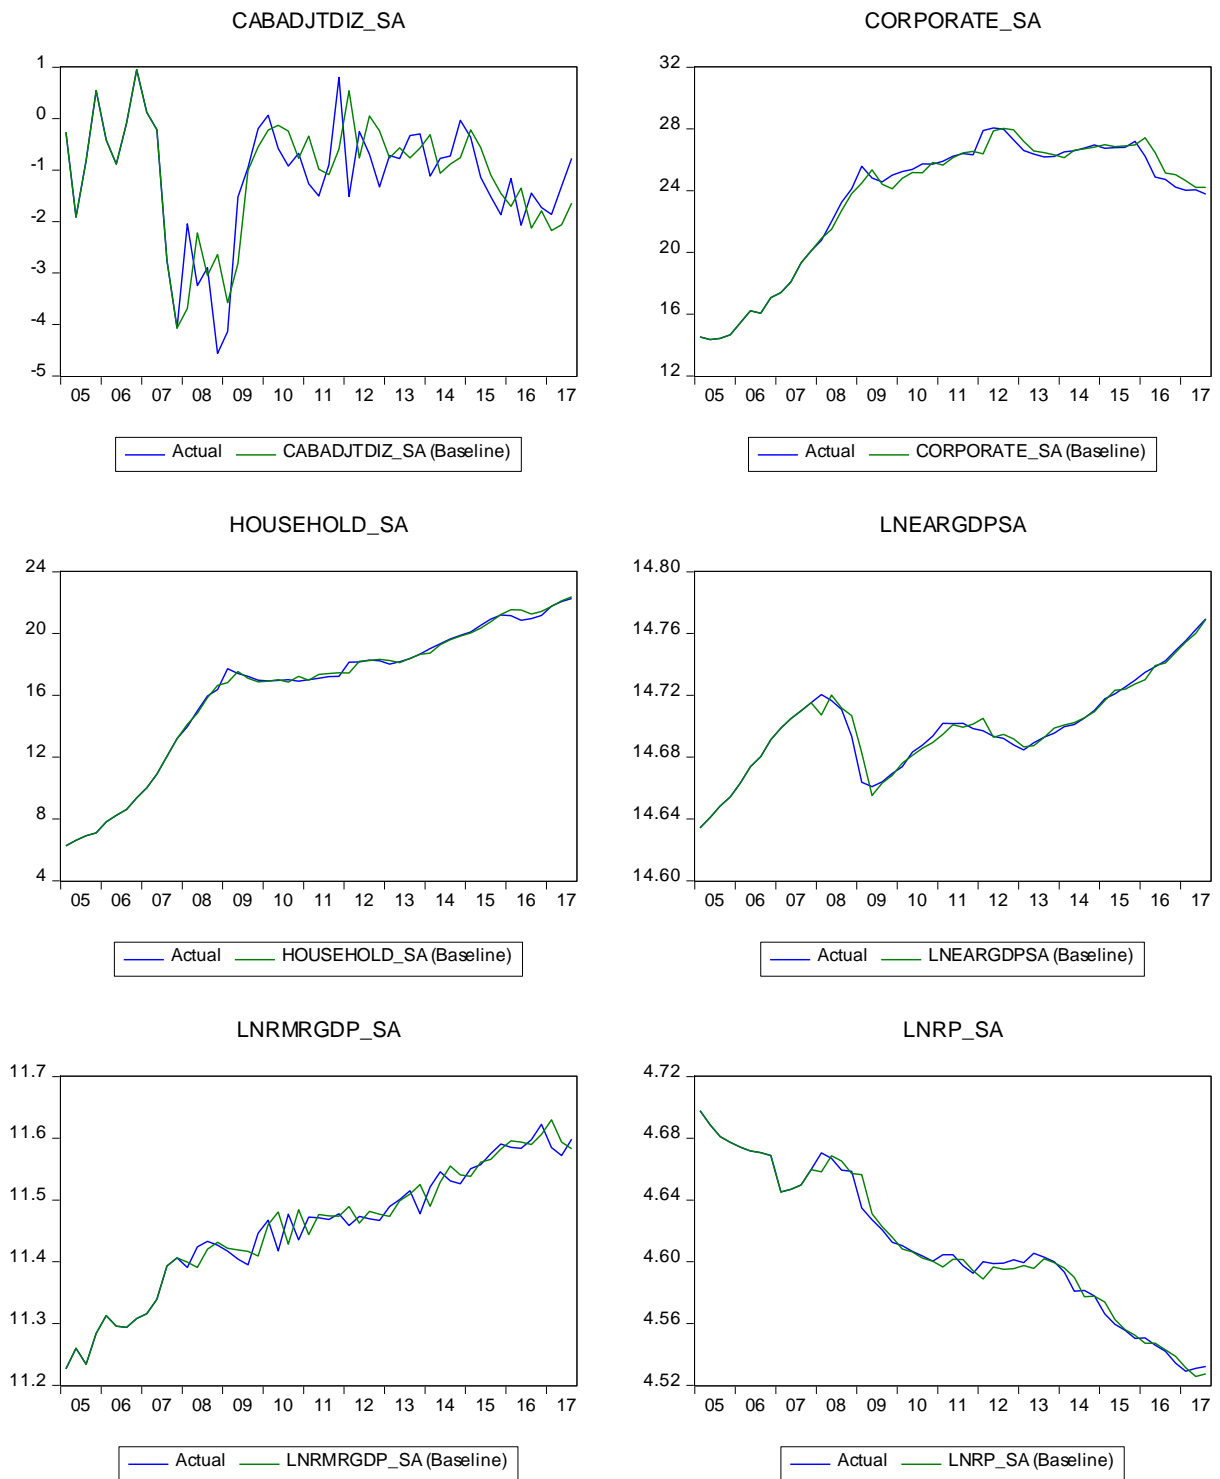 CABADJTDIZ_SA
1
0
-1
-2
-3
-4
-5
05 06 07 08 09 10 11 12 13 14 15 16 17
Actual CABADJTDIZ_SA (Baseline)
CORPORATE_SA
32
28
24
20
16
12
05 06 07 08 09 10 11 12 13 14 15 16 17
Actual CORPORATE_SA (Baseline)
HOUSEHOLD_SA
24
20
16
12
8
4
05 06 07 08 09 10 11 12 13 14 15 16 17
Actual HOUSEHOLD_SA (Baseline)
LNEARGDPSA
14.80
14.76
14.72
14.68
14.64
14.60
05 06 07 08 09 10 11 12 13 14 15 16 17
Actual LNEARGDPSA (Baseline)
LNRMRGDP_SA
11.7
11.6
11.5
11.4
11.3
11.2
05 06 07 08 09 10 11 12 13 14 15 16 17
Actual LNRMRGDP_SA (Baseline)
LNRP_SA
4.72
4.68
4.64
4.60
4.56
4.52
05 06 07 08 09 10 11 12 13 14 15 16 17
Actual LNRP_SA (Baseline)